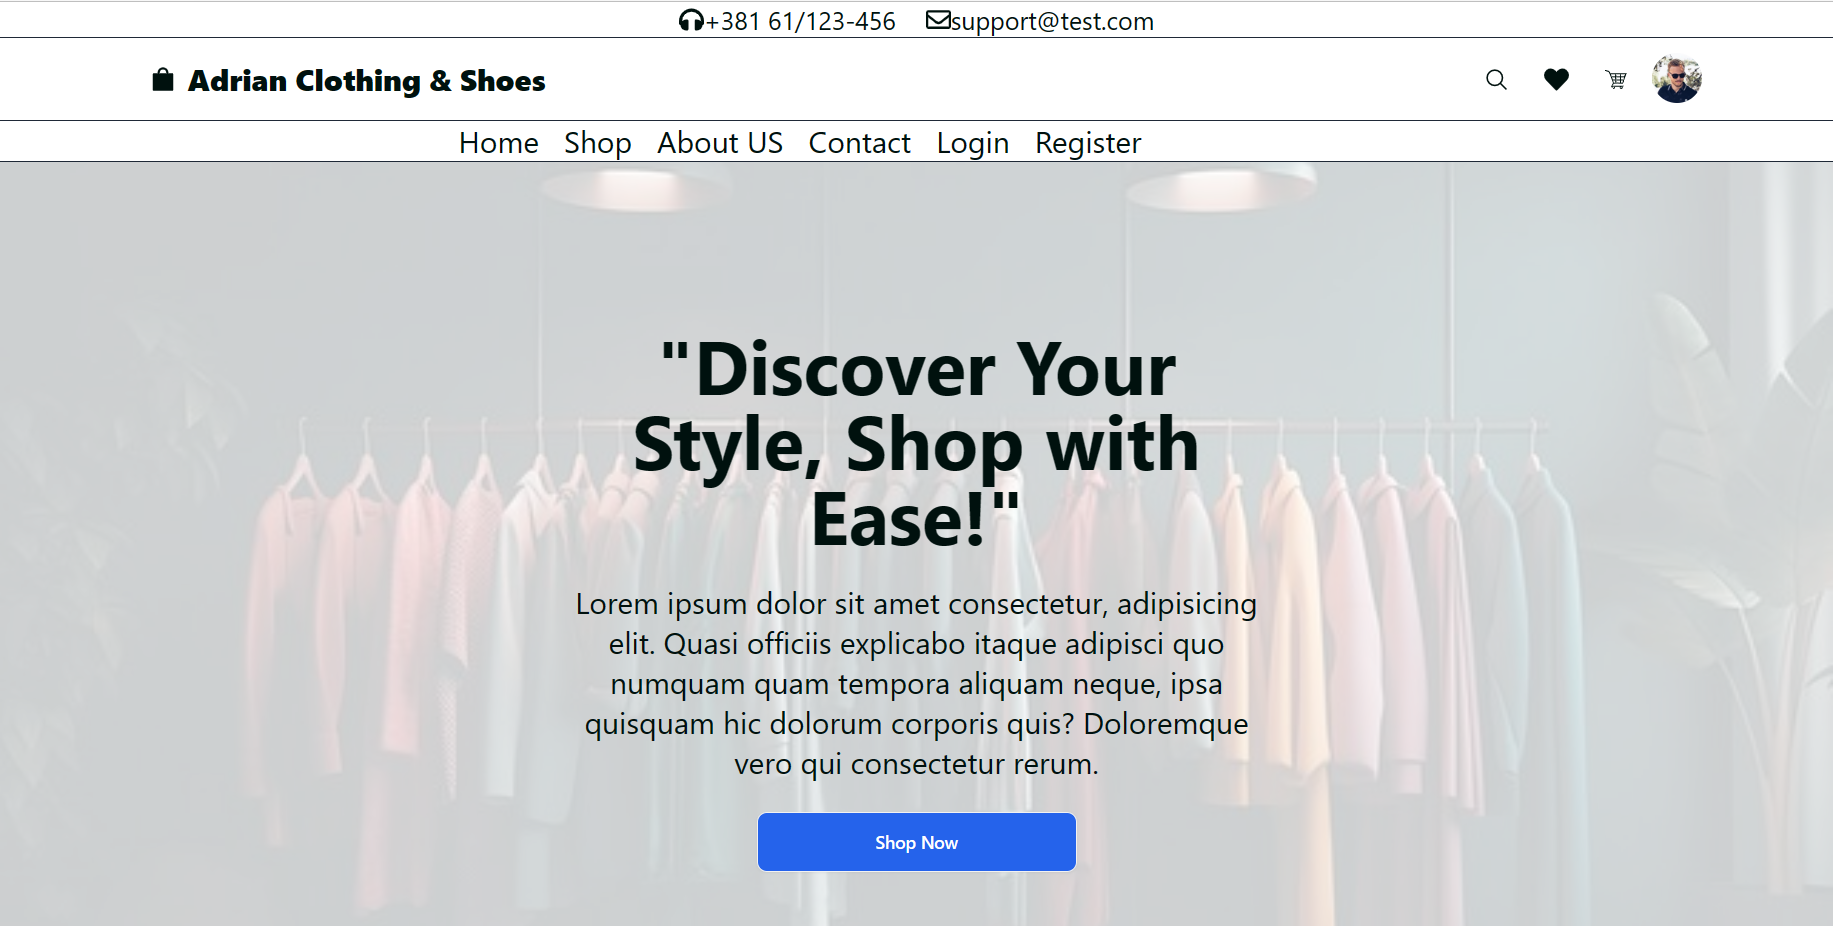 +381 61/123-456 support@test.com
Adrian Clothing & Shoes
Home Shop About US Contact Login Register
"Discover Your
Style, Shop with
Ease!"
Lorem ipsum dolor sit amet consectetur, adipisicing
elit. Quasi officiis explicabo itaque adipisci quo
numquam quam tempora aliquam neque, ipsa
quisquam hic dolorum corporis quis? Doloremque
vero qui consectetur rerum.
Shop Now